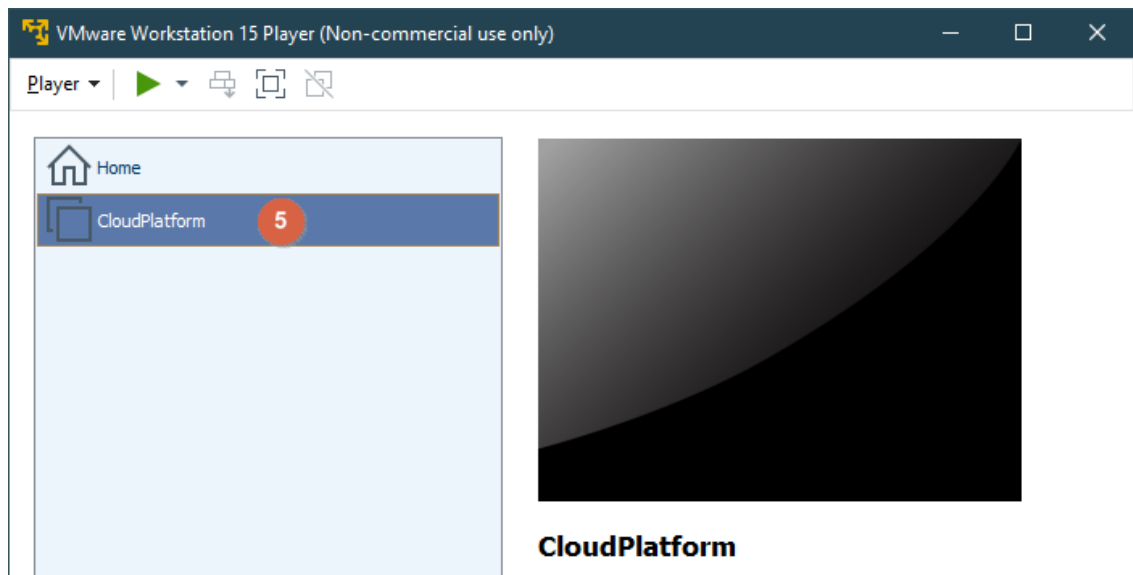 VMware Workstation 15 Player (Non-commercial use only)
Player
Home
CloudPlatform 5
CloudPlatform